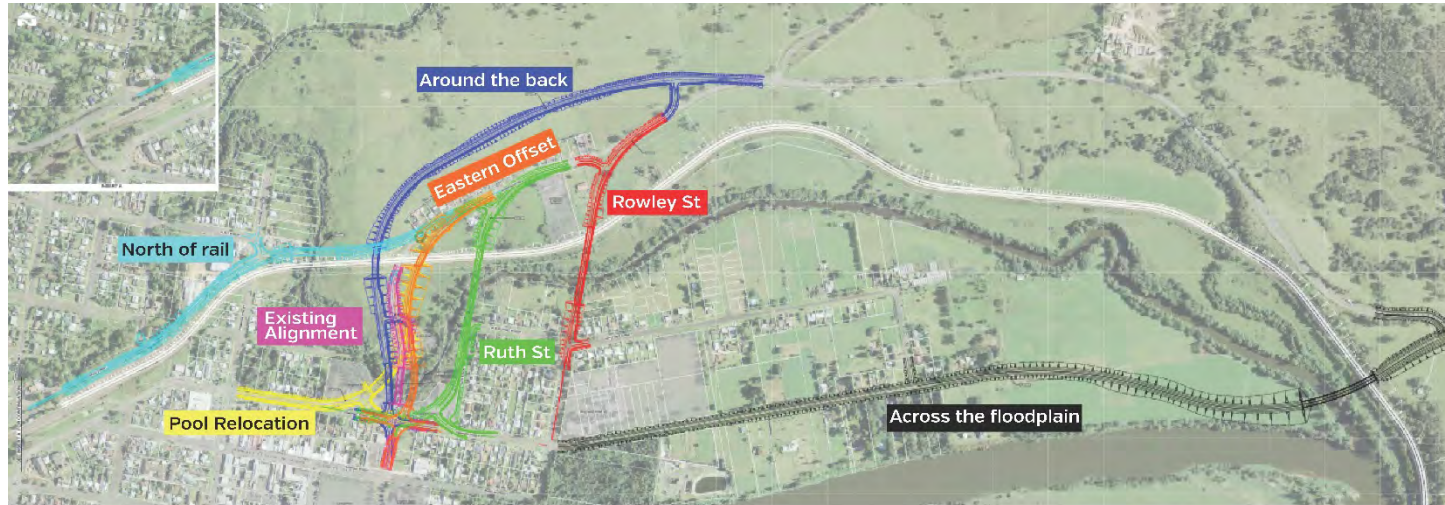 Around the back
Eastern Offset
Rowley St
North of rail
Existing
Alignment
Ruth St
Pool Relocation
Across the floodplain